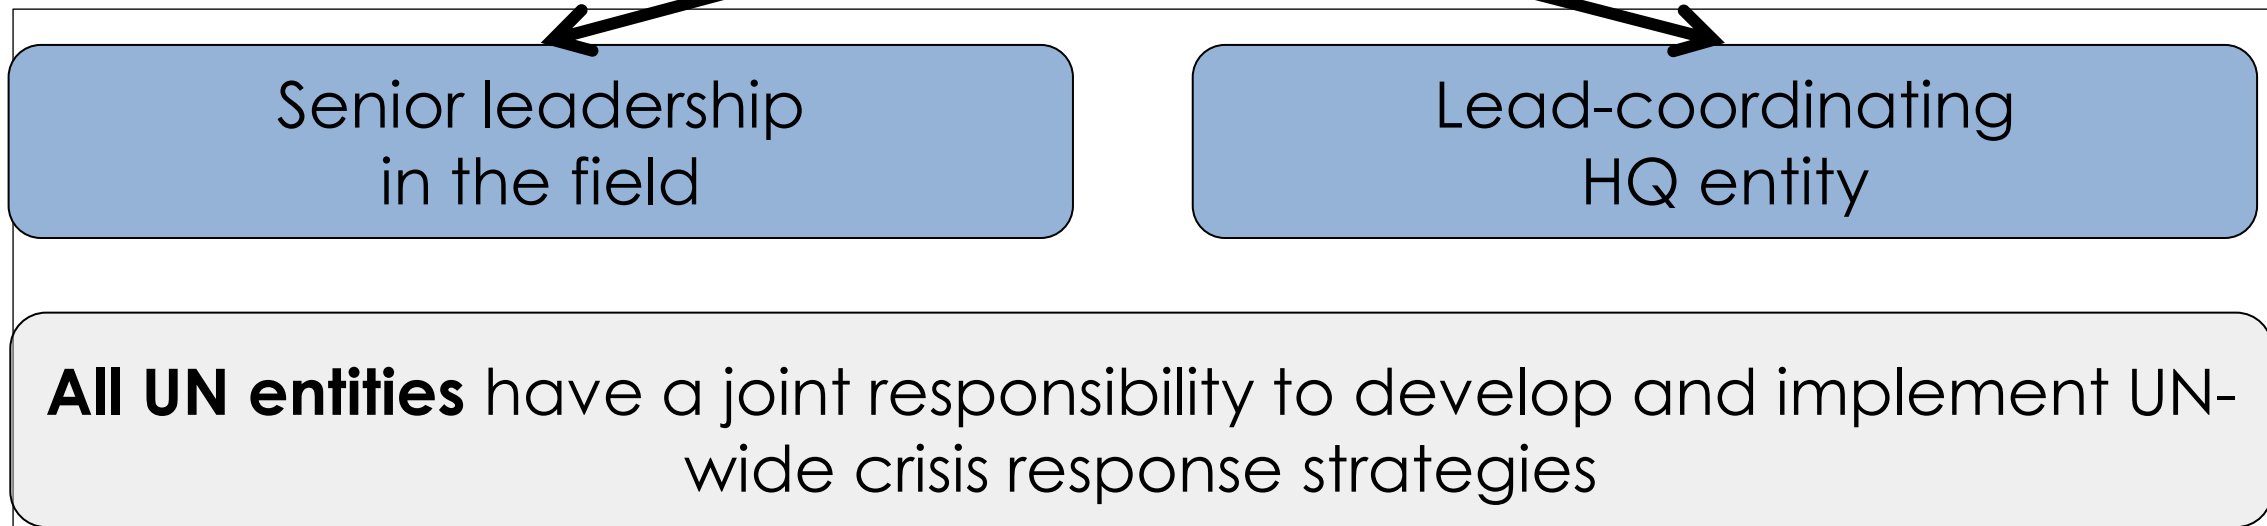 Senior leadership
in the field
Lead-coordinating
HQ entity
All UN entities have a joint responsibility to develop and implement UN-
wide crisis response strategies